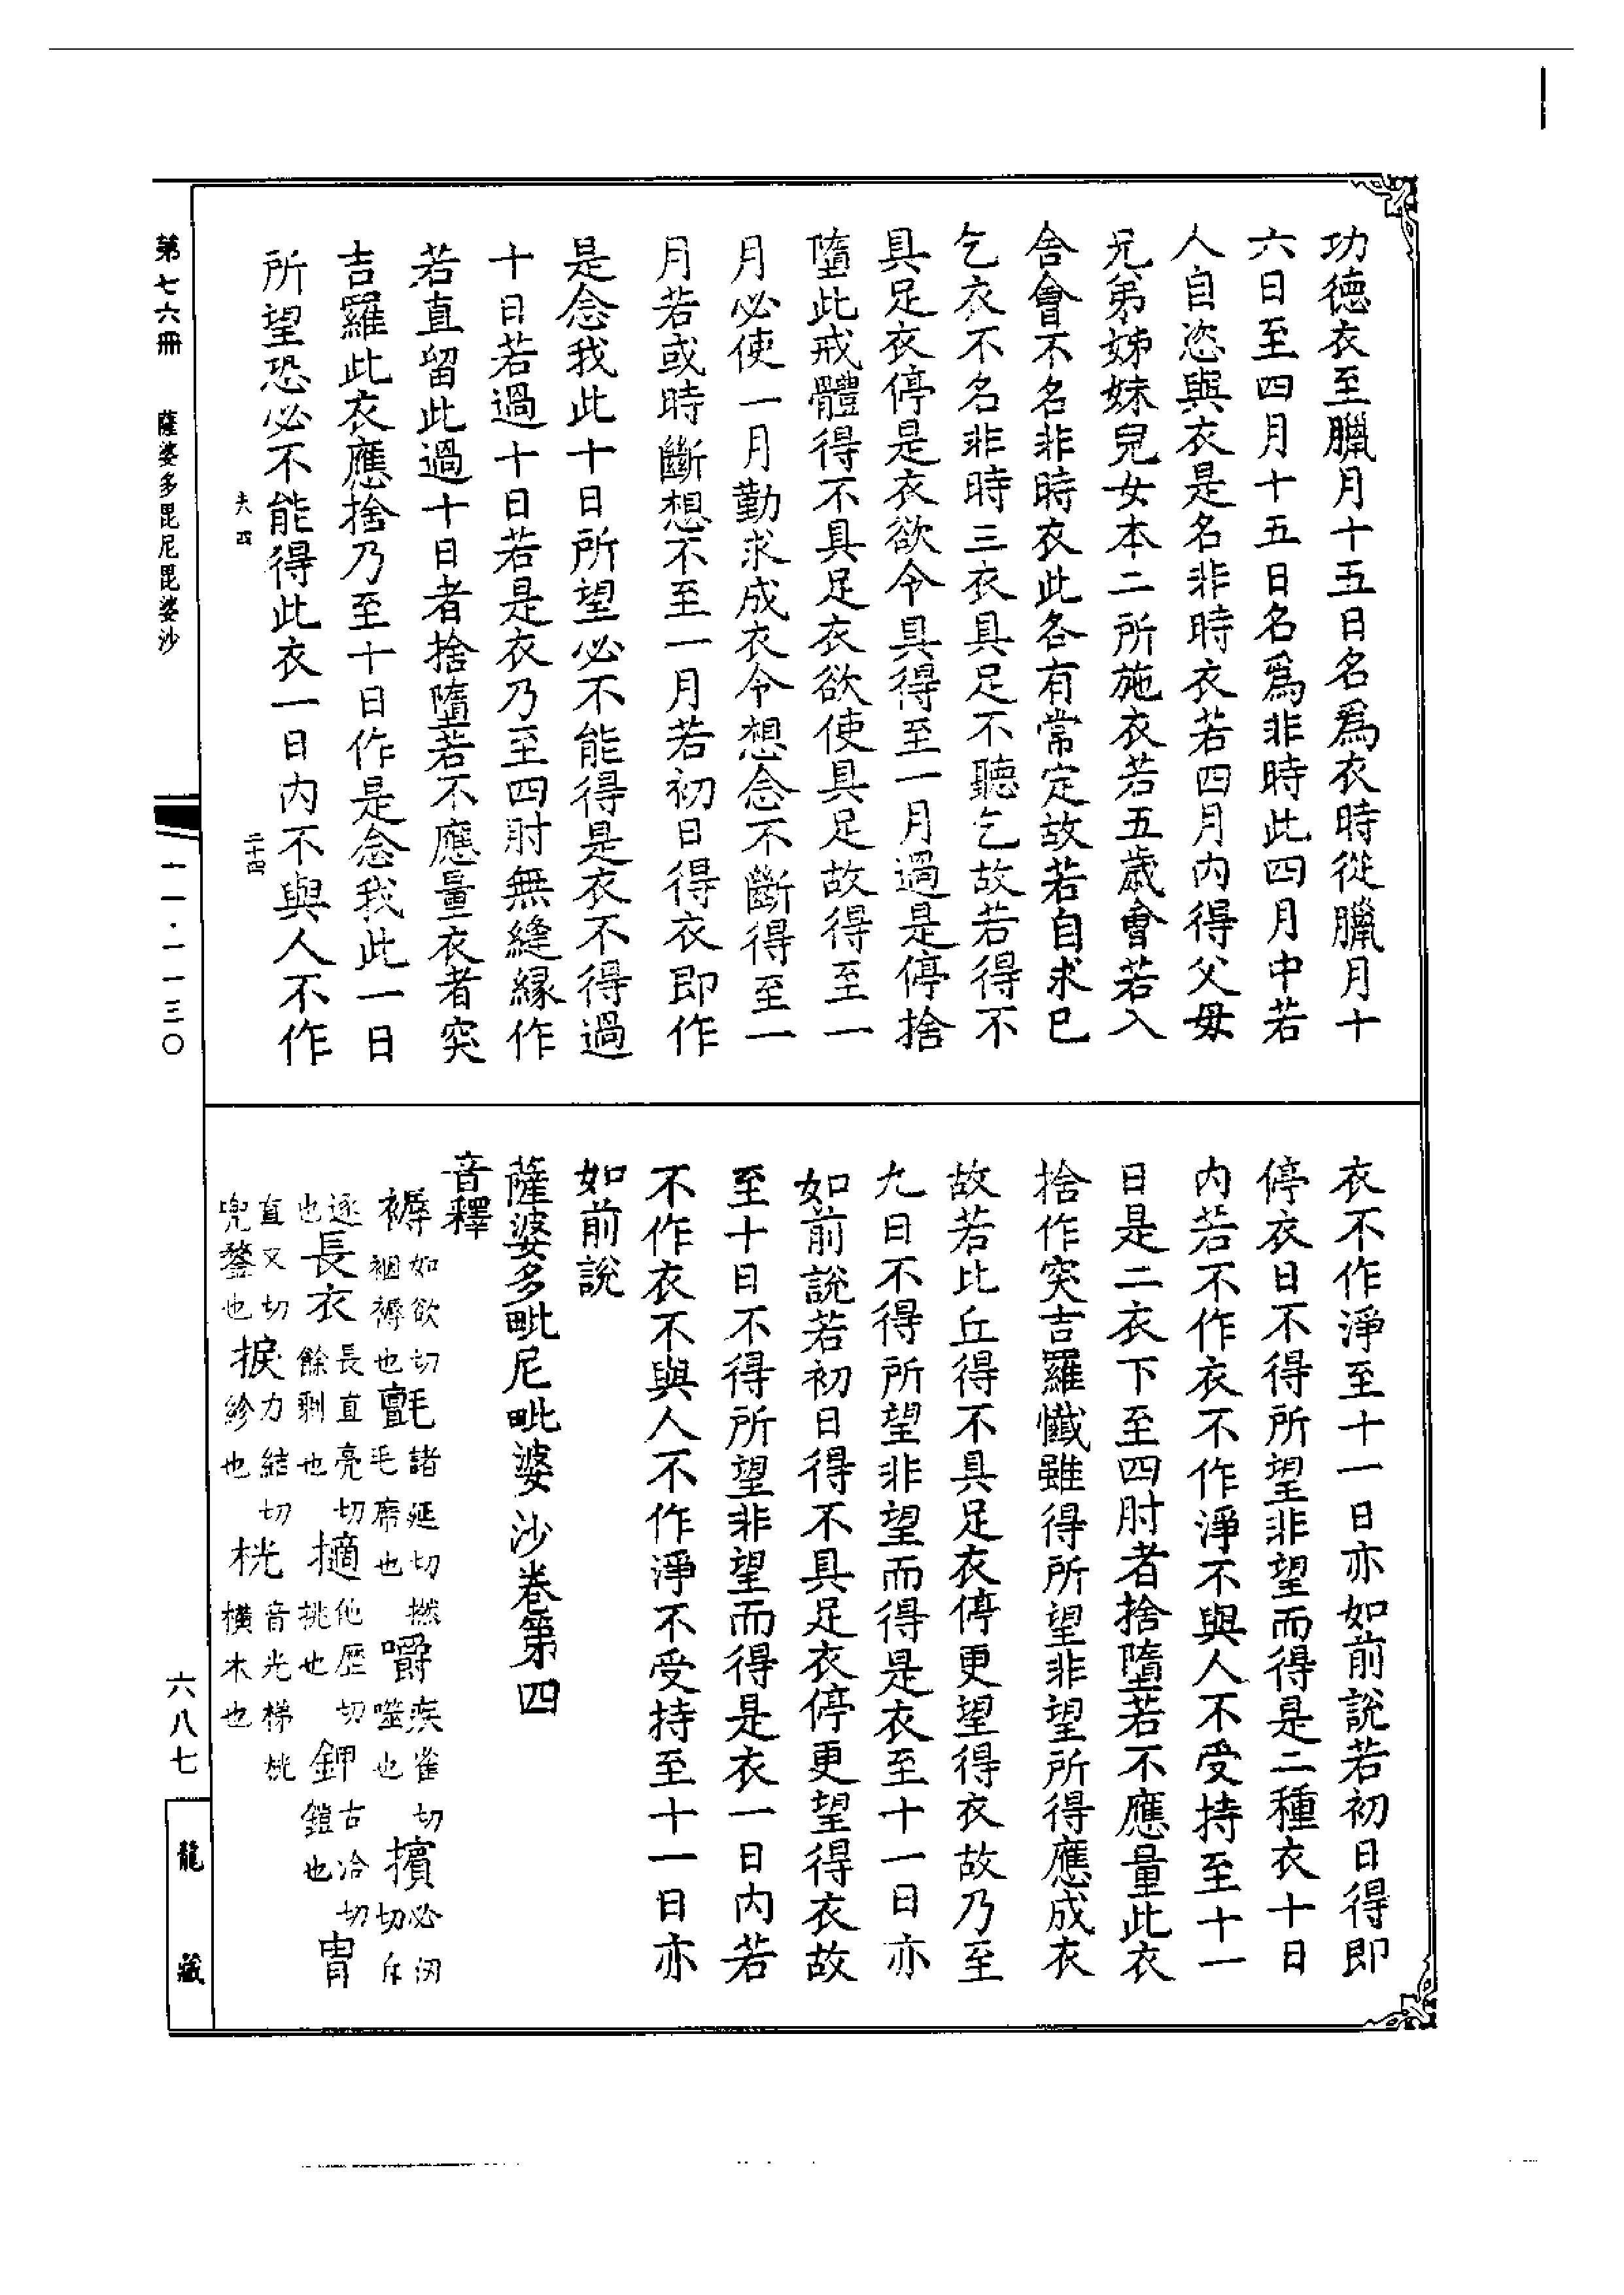 功德衣至臘月十五日名爲衣時從臘月十
六日至四月十五日名爲非時此四月中若
人自恣與衣是名非時衣若四月内得父母
兄弟姊妹兒女本二所施衣若五歲會若入
舍會不名非時衣此各有常定故若自求已
乞衣不名非時三衣具足不聽乞故若得不
具足衣停是衣欲令具得至一月過是停捨
墮此戒體得不具足衣欲使具足故得至一
月必使一月勤求成衣令想念不斷得至一
月若或時斷想不至一月若初日得衣即作
是念我此十日所望必不能得是衣不得過
十日若過十日若是衣乃至四肘無縫緣作
若直留此過十日者捨墮若不應量衣者突
吉羅此衣應捨乃至十日作是念我此一日
所望恐必不能得此衣一日内不與人不作
夫四
二十四
衣不作淨至十一日亦如前說若初日得即
停衣日不得所望非望而得是二種衣十日
内若不作衣不作淨不與人不受持至十一
日是二衣下至四肘者捨墮若不應量此衣
捨作突吉羅懺雖得所望非望所得應成衣
故若比丘得不具足衣停更望得衣故乃至
九日不得所望非望而得是衣至十一日亦
如前說若初日得不具足衣停更望得衣故
至十日不得所望非望而得是衣一日内若
不作衣不與人不作淨不受持至十一日亦
如前說
薩婆多毗尼毗婆沙卷第四
音釋
褥如欲切裀褥也氈諸延切撚毛席也嚼疾雀切噬也擯必刃切斥
逐也長衣長直亮切餘剩也擿他歷切挑也鉀古洽切鎧也冑
直又切兜鍪也捩力結切紾也桄音光梯桄橫木也
第七六冊 薩婆多毘尼毘婆沙
一一·一一三〇
六八七
龍藏